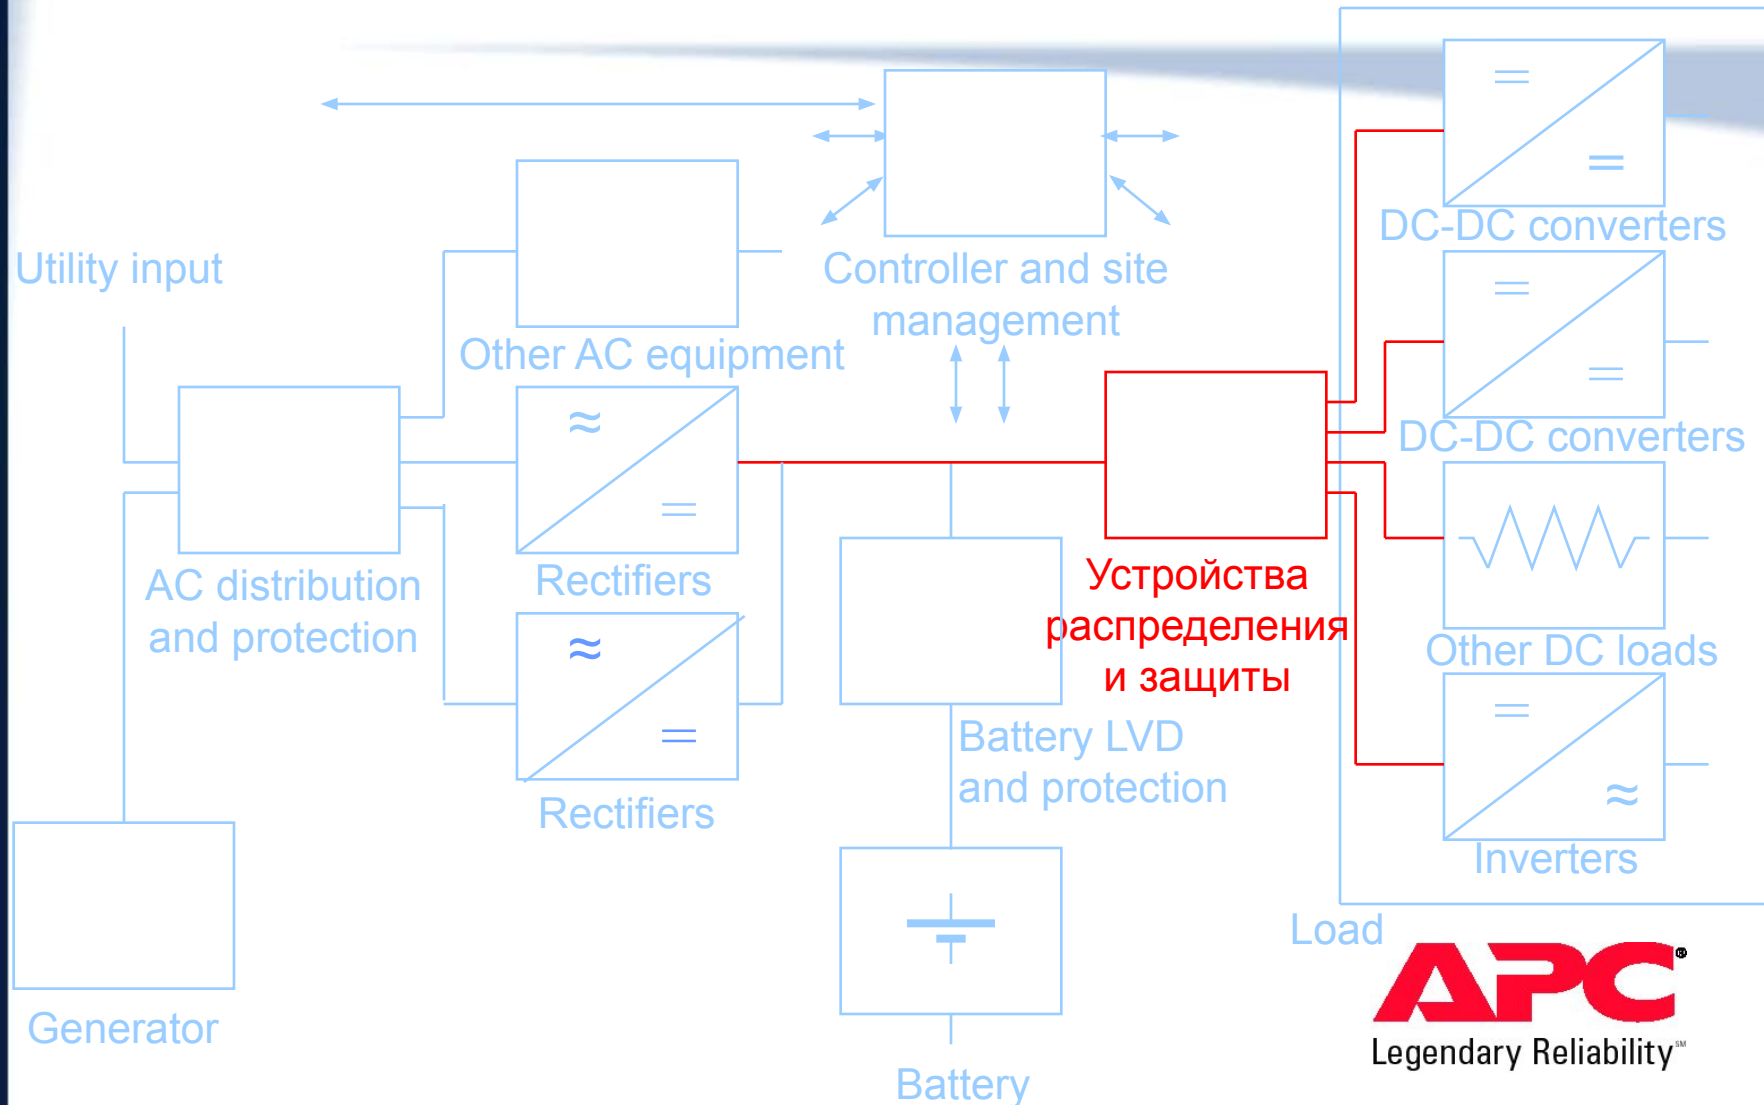 DC-DC converters
Utility input
Controller and site
management
Other AC equipment
DC-DC converters
AC distribution
and protection
Rectifiers
Устройства
распределения
и защиты
Other DC loads
Battery LVD
and protection
Rectifiers
Inverters
Load
Generator
Battery
APC®
Legendary Reliability℠